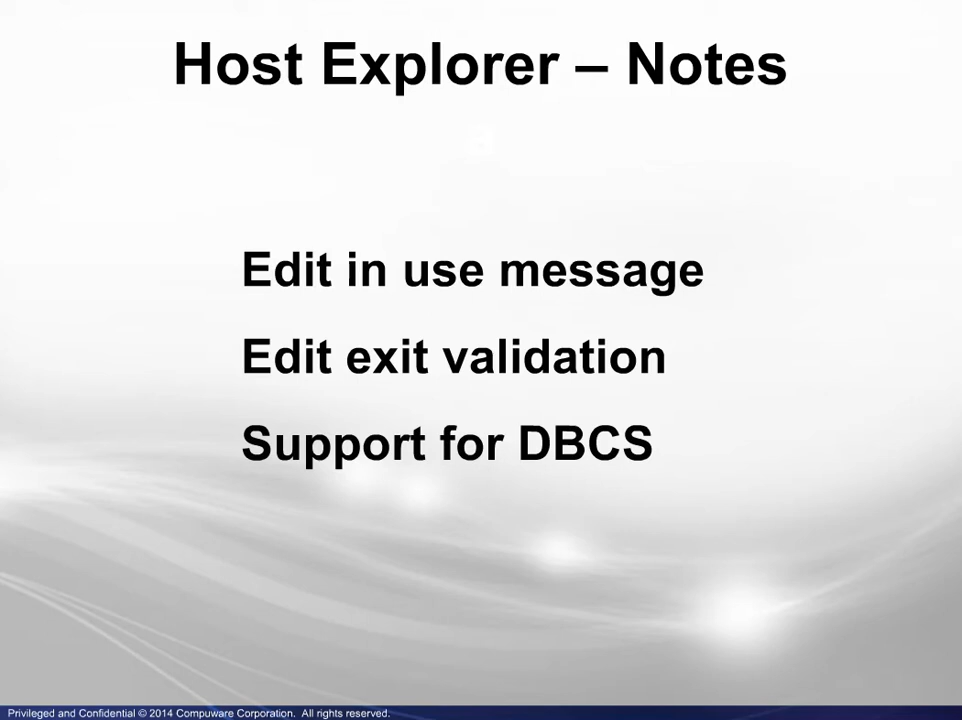 Host Explorer – Notes
Edit in use message
Edit exit validation
Support for DBCS
Privileged and Confidential © 2014 Compuware Corporation. All rights reserved.